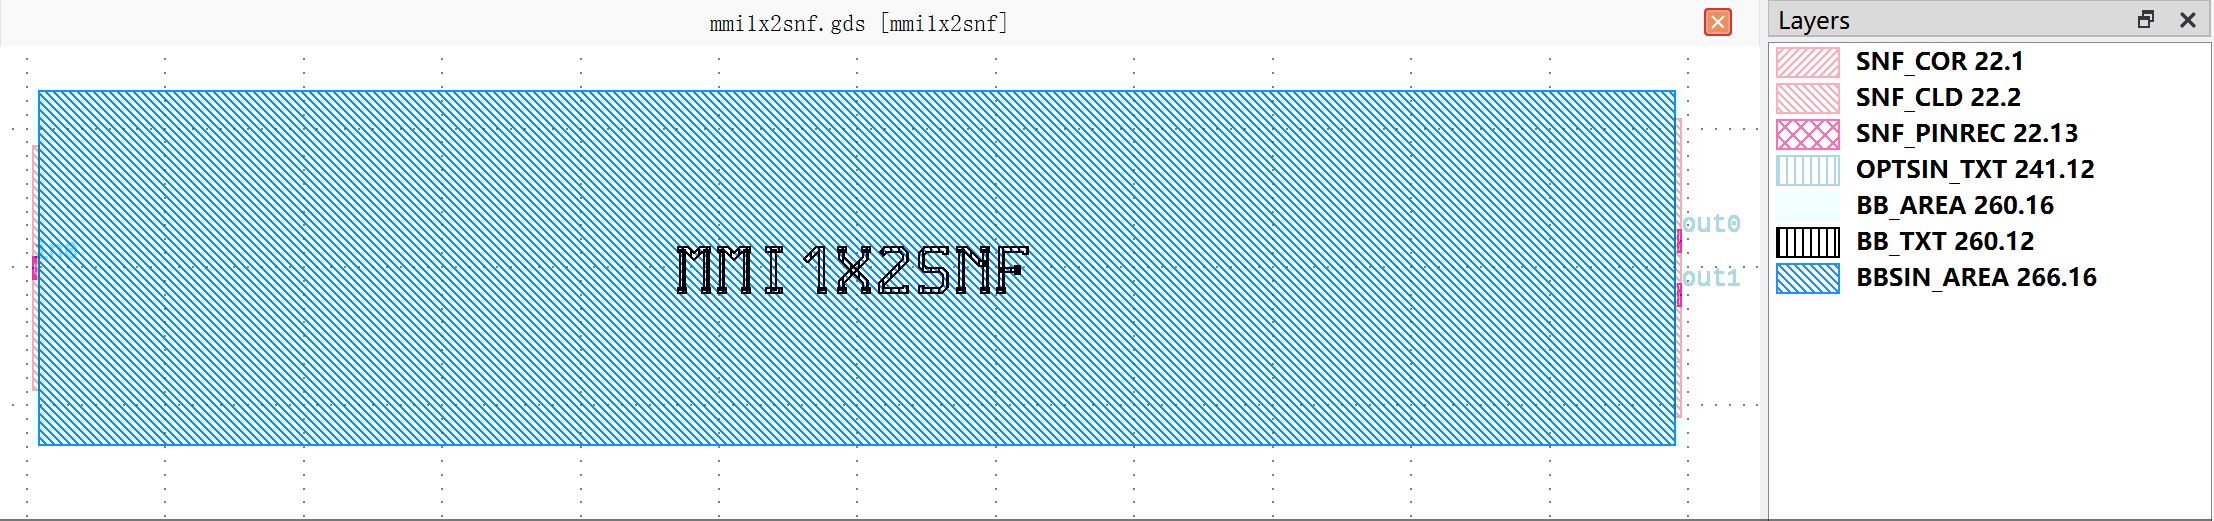 mmi1x2snf.gds [mmi1x2snf]
Layers
SNF_COR 22.1
SNF_CLD 22.2
SNF_PINREC 22.13
OPTSIN_TXT 241.12
BB_AREA 260.16
BB_TXT 260.12
BBSIN_AREA 266.16
in0
out0
MMI 1X2SNF
out1